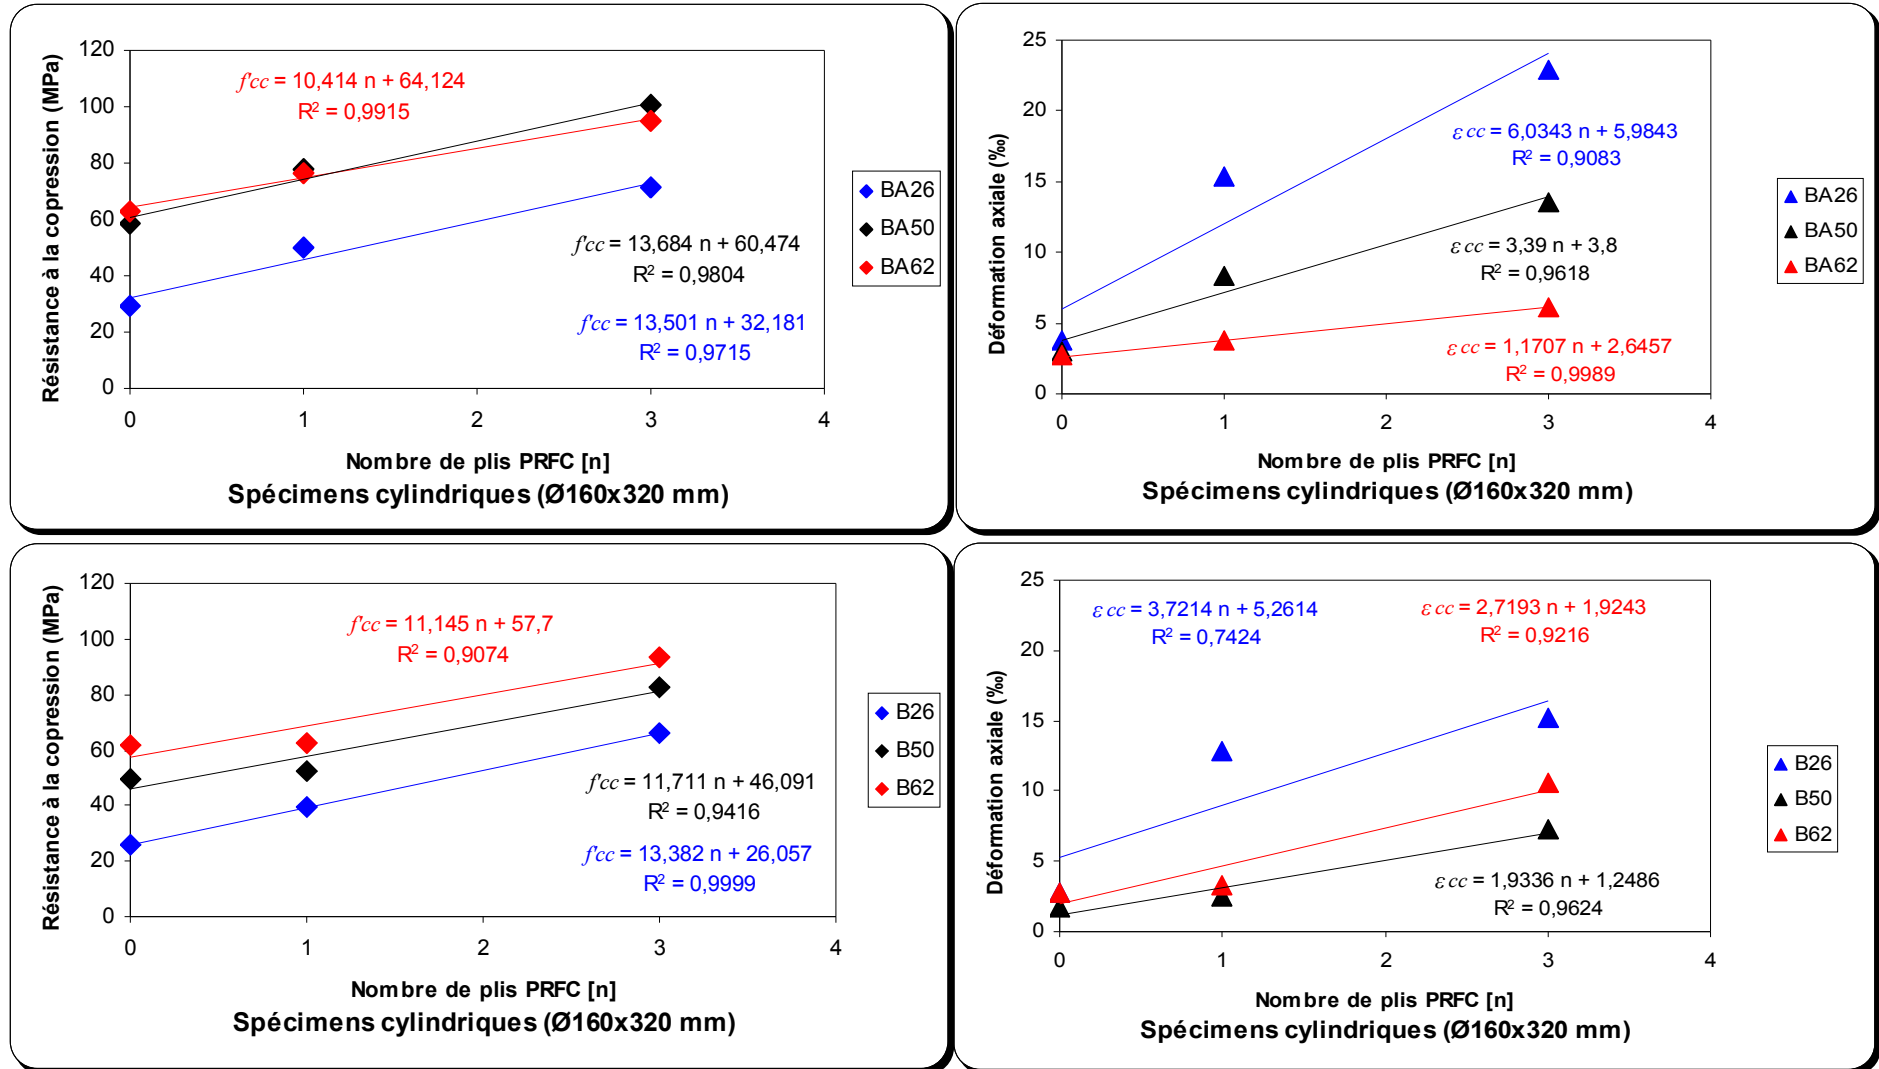 Résistance à la copression (MPa)
120
100
80
60
40
20
0
f'cc = 10,414 n + 64,124
R² = 0,9915
f'cc = 13,684 n + 60,474
R² = 0,9804
f'cc = 13,501 n + 32,181
R² = 0,9715
BA26
BA50
BA62
0 1 2 3 4
Nombre de plis PRFC [n]
Spécimens cylindriques (Ø160x320 mm)
Déformation axiale (‰)
25
20
15
10
5
0
ε cc = 6,0343 n + 5,9843
R² = 0,9083
ε cc = 3,39 n + 3,8
R² = 0,9618
ε cc = 1,1707 n + 2,6457
R² = 0,9989
BA26
BA50
BA62
0 1 2 3 4
Nombre de plis PRFC [n]
Spécimens cylindriques (Ø160x320 mm)
Résistance à la copression (MPa)
120
100
80
60
40
20
0
f'cc = 11,145 n + 57,7
R² = 0,9074
f'cc = 11,711 n + 46,091
R² = 0,9416
f'cc = 13,382 n + 26,057
R² = 0,9999
B26
B50
B62
0 1 2 3 4
Nombre de plis PRFC [n]
Spécimens cylindriques (Ø160x320 mm)
Déformation axiale (‰)
25
20
15
10
5
0
ε cc = 3,7214 n + 5,2614
R² = 0,7424
ε cc = 2,7193 n + 1,9243
R² = 0,9216
ε cc = 1,9336 n + 1,2486
R² = 0,9624
B26
B50
B62
0 1 2 3 4
Nombre de plis PRFC [n]
Spécimens cylindriques (Ø160x320 mm)